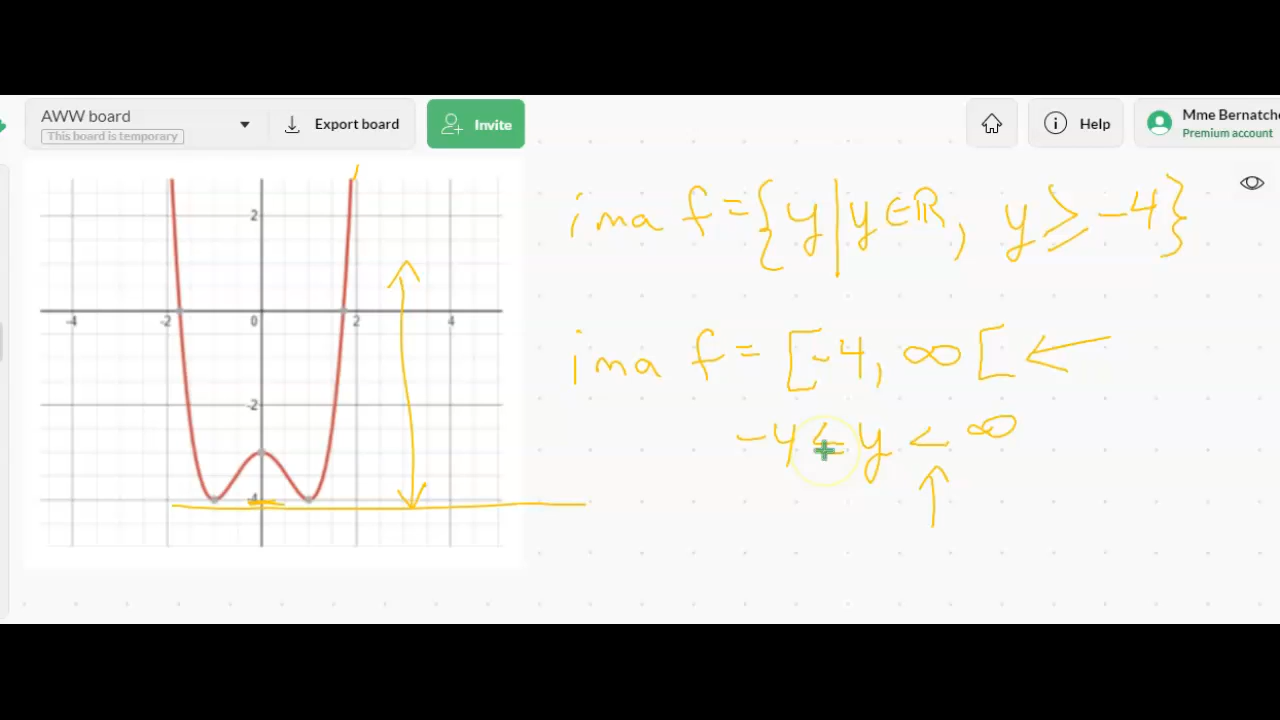 AWW board
This board is temporary
Export board
Invite
Help
Mme Bernatche
Premium account
2
-4 -2 0 2 4
-2
-4
ima f = {y | y ∈ ℝ, y ≥ -4}
ima f = [-4, ∞ [ ←
-4 ≤ y < ∞